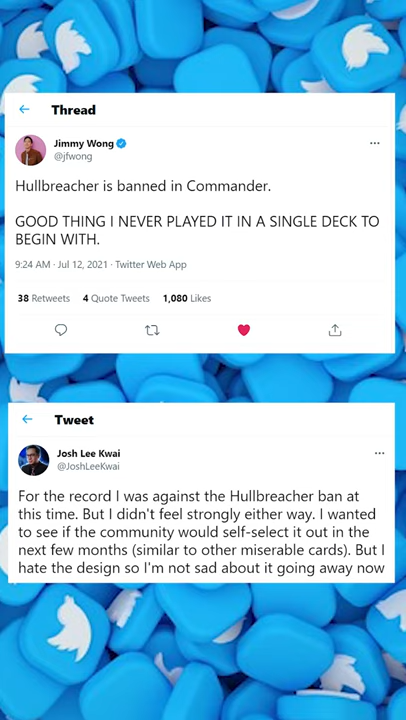 Thread
Jimmy Wong
@jfwong
Hullbreacher is banned in Commander.
GOOD THING I NEVER PLAYED IT IN A SINGLE DECK TO
BEGIN WITH.
9:24 AM · Jul 12, 2021 · Twitter Web App
38 Retweets 4 Quote Tweets 1,080 Likes
Tweet
Josh Lee Kwai
@JoshLeeKwai
For the record I was against the Hullbreacher ban at
this time. But I didn't feel strongly either way. I wanted
to see if the community would self-select it out in the
next few months (similar to other miserable cards). But I
hate the design so I'm not sad about it going away now